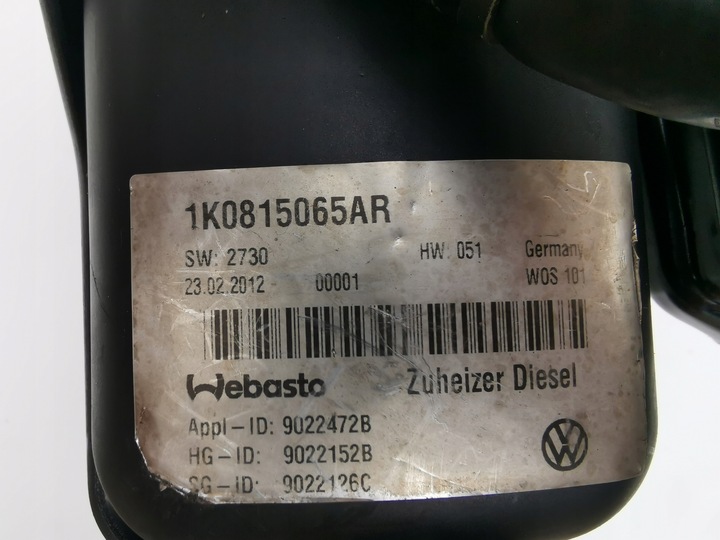 1K0815065AR
SW: 2730 HW: 051 Germany
23.02.2012 00001 WOS 101
Webasto Zuheizer Diesel
Appl-ID: 9022472B
HG-ID: 9022152B
SG-ID: 9022126C